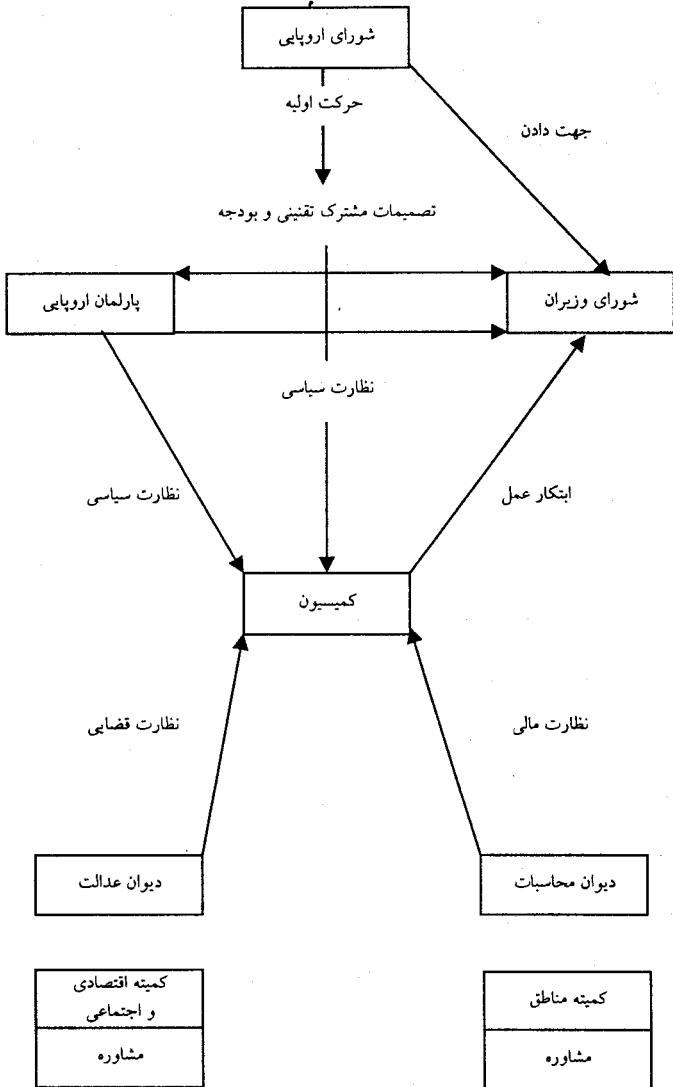 شورای اروپایی
حرکت اولیه
جهت دادن
تصمیمات مشترک تقنینی و بودجه
شورای وزیران
پارلمان اروپایی
نظارت سیاسی
ابتکار عمل
نظارت سیاسی
کمیسیون
نظارت مالی
نظارت قضایی
دیوان محاسبات
دیوان عدالت
کمیته مناطق
مشاوره
کمیته اقتصادی
و اجتماعی
مشاوره